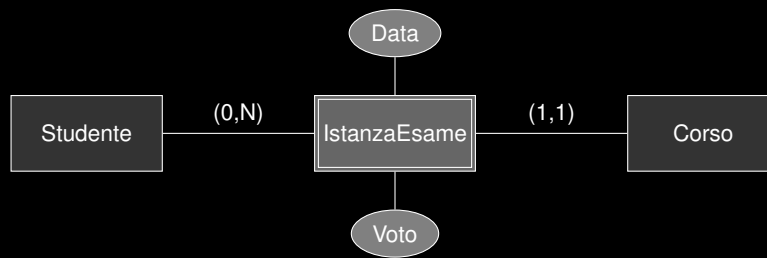 Data
Studente
(0,N)
IstanzaEsame
(1,1)
Corso
Voto